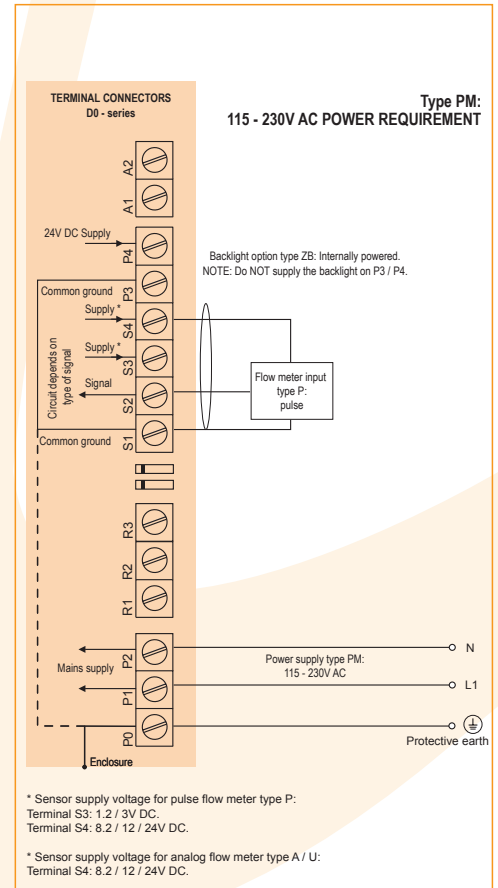 TERMINAL CONNECTORS
D0 - series
Type PM:
115 - 230V AC POWER REQUIREMENT
A2
A1
24V DC Supply
P4
Backlight option type ZB: Internally powered.
NOTE: Do NOT supply the backlight on P3 / P4.
Common ground
P3
Supply *
S4
Supply *
S3
Circuit depends on
type of signal
Signal
S2
Flow meter input
type P:
pulse
Common ground
S1
R3
R2
R1
P2
Mains supply
P1
Power supply type PM:
115 - 230V AC
N
L1
P0
Protective earth
Enclosure
* Sensor supply voltage for pulse flow meter type P:
Terminal S3: 1.2 / 3V DC.
Terminal S4: 8.2 / 12 / 24V DC.
* Sensor supply voltage for analog flow meter type A / U:
Terminal S4: 8.2 / 12 / 24V DC.